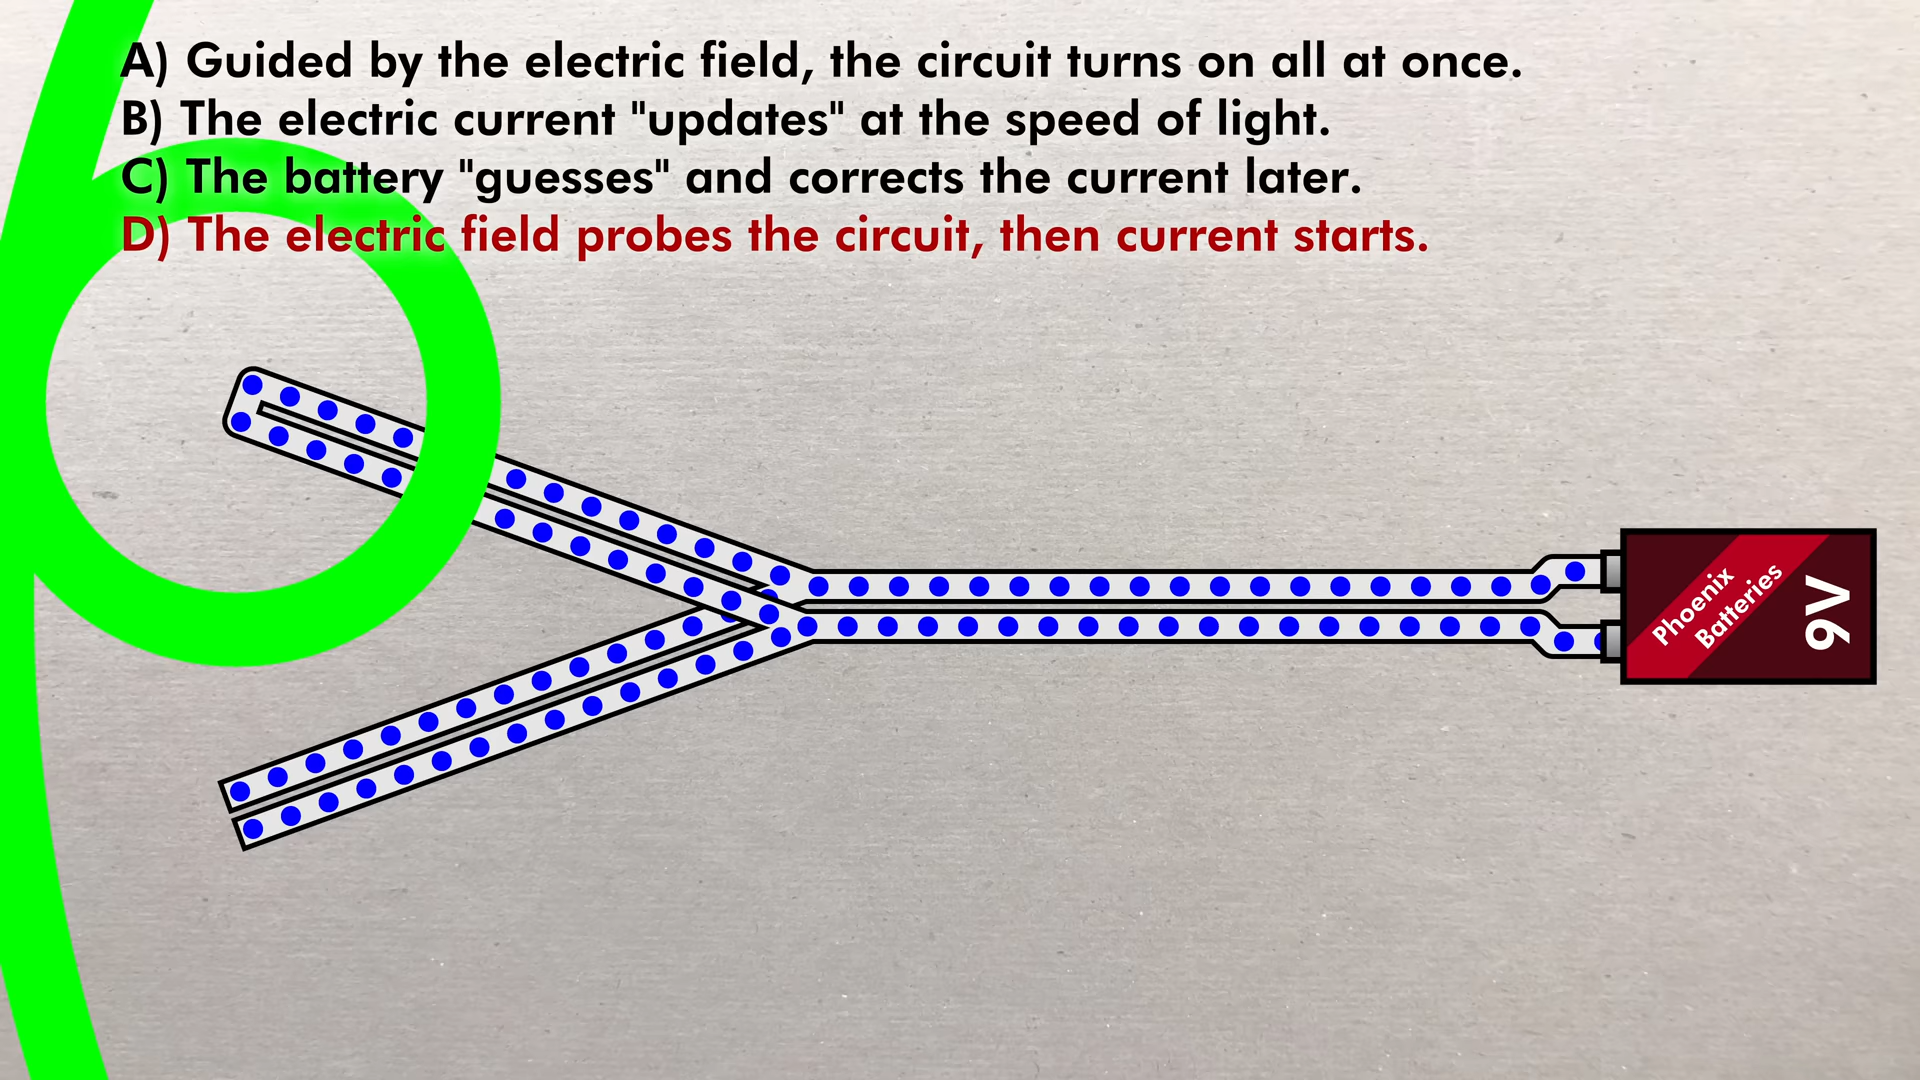 A) Guided by the electric field, the circuit turns on all at once.
B) The electric current "updates" at the speed of light.
C) The battery "guesses" and corrects the current later.
D) The electric field probes the circuit, then current starts.
Phoenix
Batteries
9V